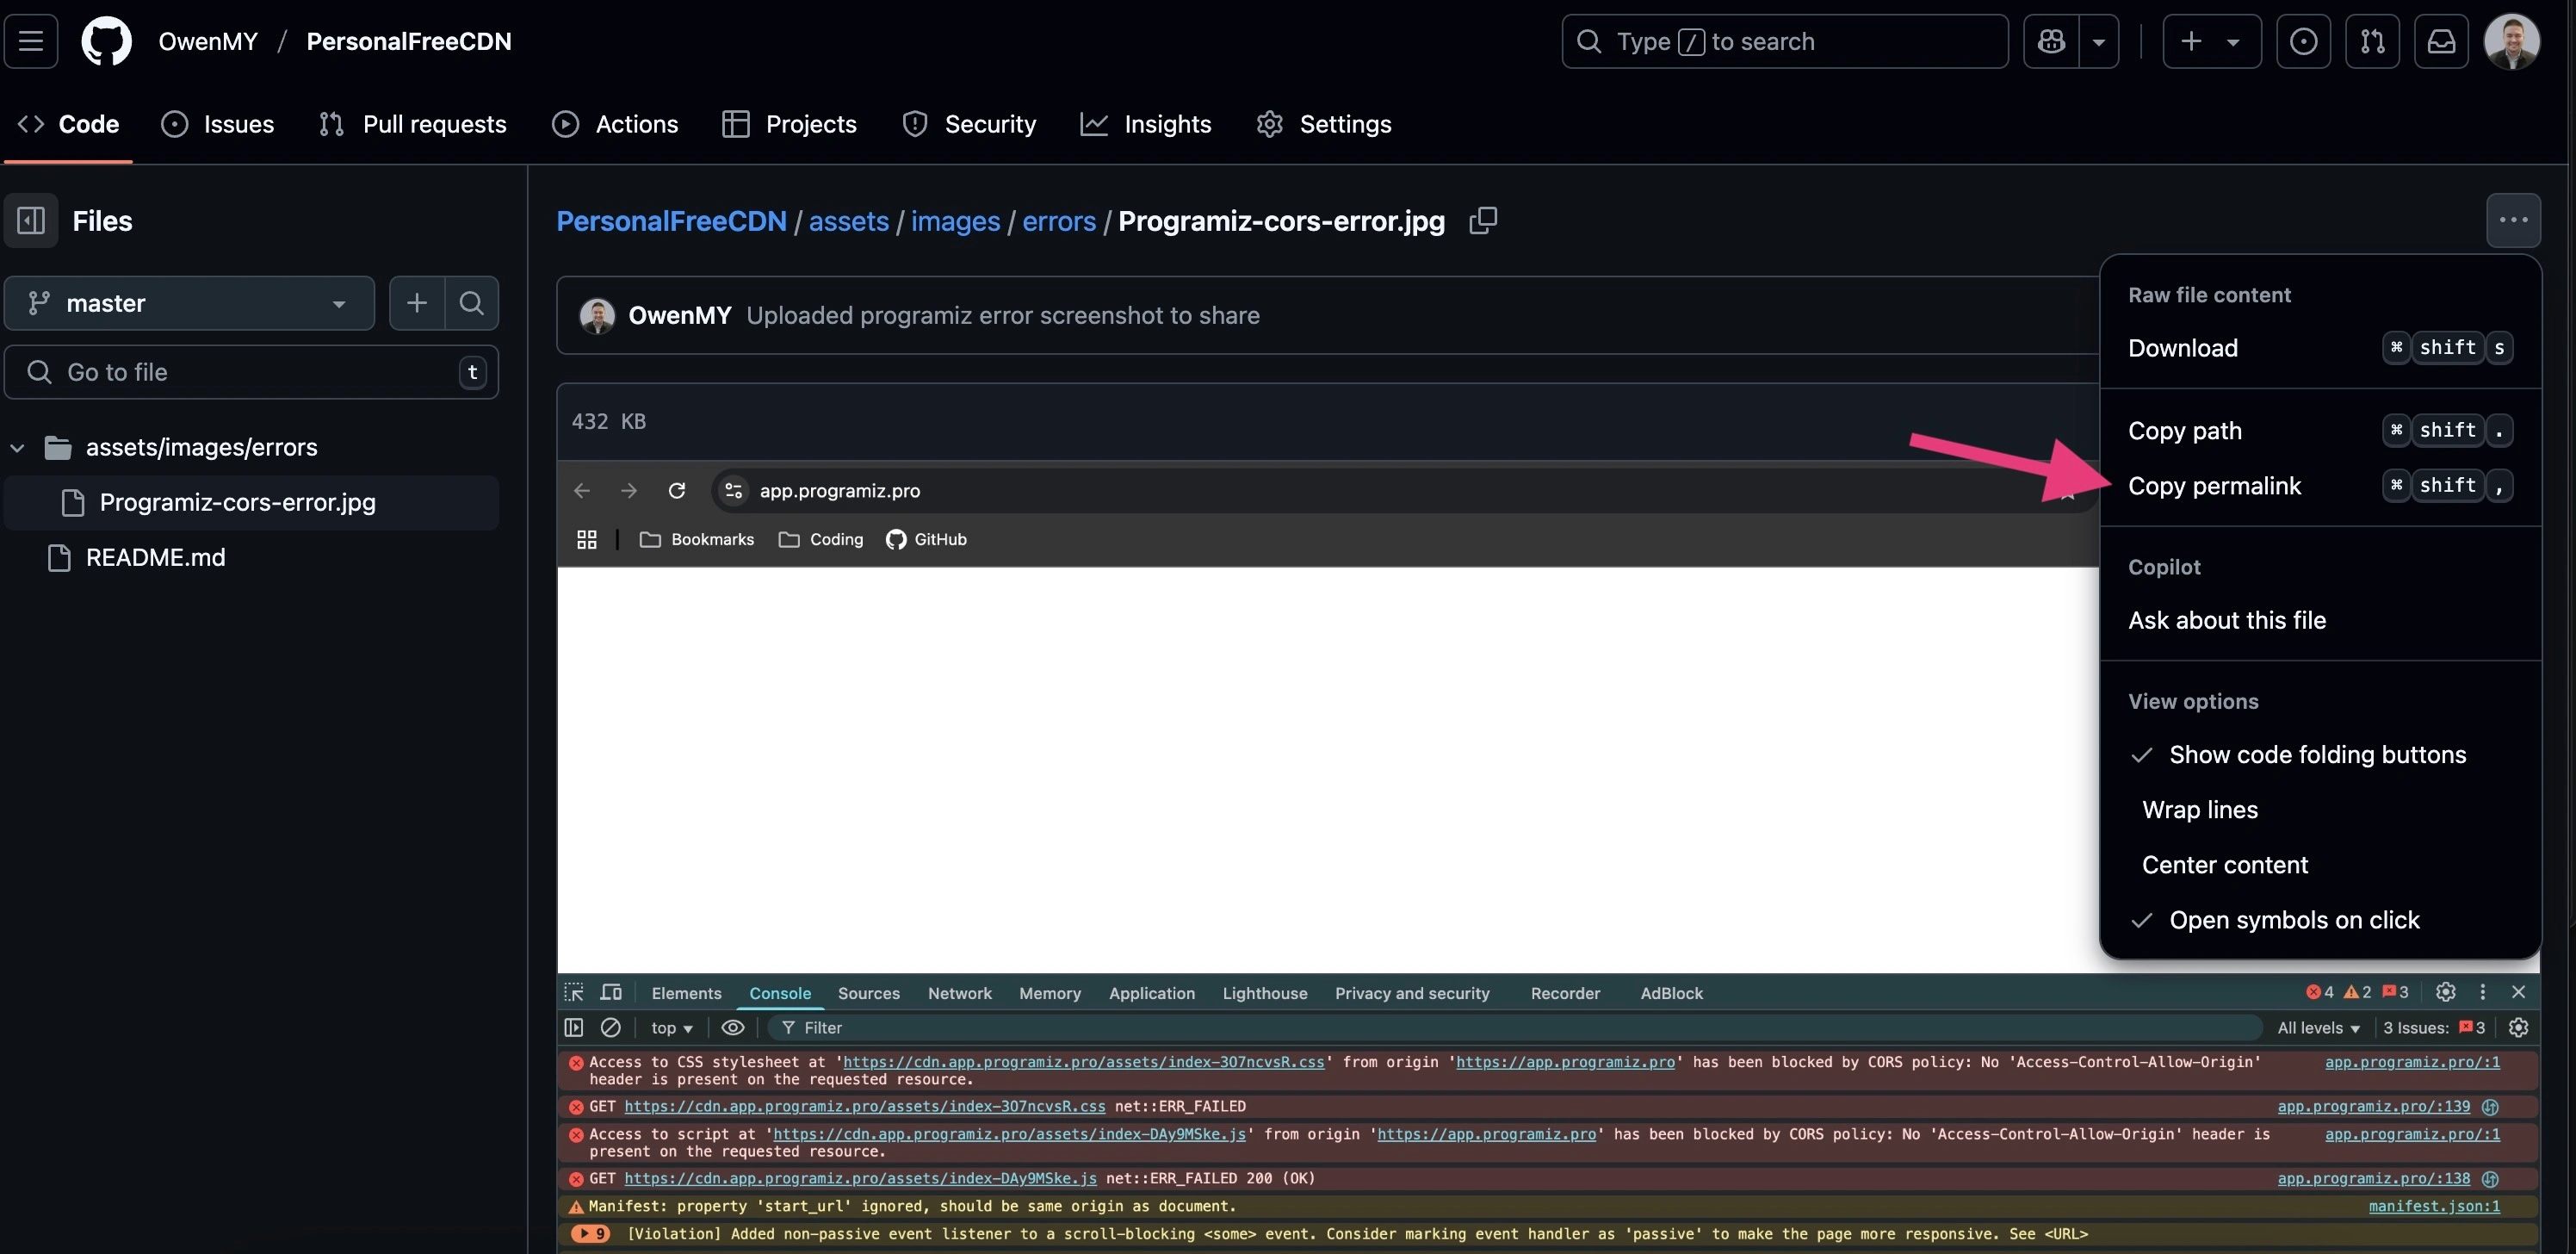 OwenMY / PersonalFreeCDN
Type / to search
Code Issues Pull requests Actions Projects Security Insights Settings
Files
master
Go to file t
assets/images/errors
Programiz-cors-error.jpg
README.md
PersonalFreeCDN / assets / images / errors / Programiz-cors-error.jpg
OwenMY Uploaded programiz error screenshot to share
432 KB
app.programiz.pro
Bookmarks Coding GitHub
Raw file content
Download ⌘ shift s
Copy path ⌘ shift .
Copy permalink ⌘ shift ,
Copilot
Ask about this file
View options
Show code folding buttons
Wrap lines
Center content
Open symbols on click
Elements Console Sources Network Memory Application Lighthouse Privacy and security Recorder AdBlock 4 2 3
top Filter All levels 3 Issues: 3
Access to CSS stylesheet at 'https://cdn.app.programiz.pro/assets/index-3O7ncvsR.css' from origin 'https://app.programiz.pro' has been blocked by CORS policy: No 'Access-Control-Allow-Origin' app.programiz.pro/:1
header is present on the requested resource.
GET https://cdn.app.programiz.pro/assets/index-3O7ncvsR.css net::ERR_FAILED app.programiz.pro/:139
Access to script at 'https://cdn.app.programiz.pro/assets/index-DAy9MSke.js' from origin 'https://app.programiz.pro' has been blocked by CORS policy: No 'Access-Control-Allow-Origin' header is app.programiz.pro/:1
present on the requested resource.
GET https://cdn.app.programiz.pro/assets/index-DAy9MSke.js net::ERR_FAILED 200 (OK) app.programiz.pro/:138
Manifest: property 'start_url' ignored, should be same origin as document. manifest.json:1
9 [Violation] Added non-passive event listener to a scroll-blocking <some> event. Consider marking event handler as 'passive' to make the page more responsive. See <URL>